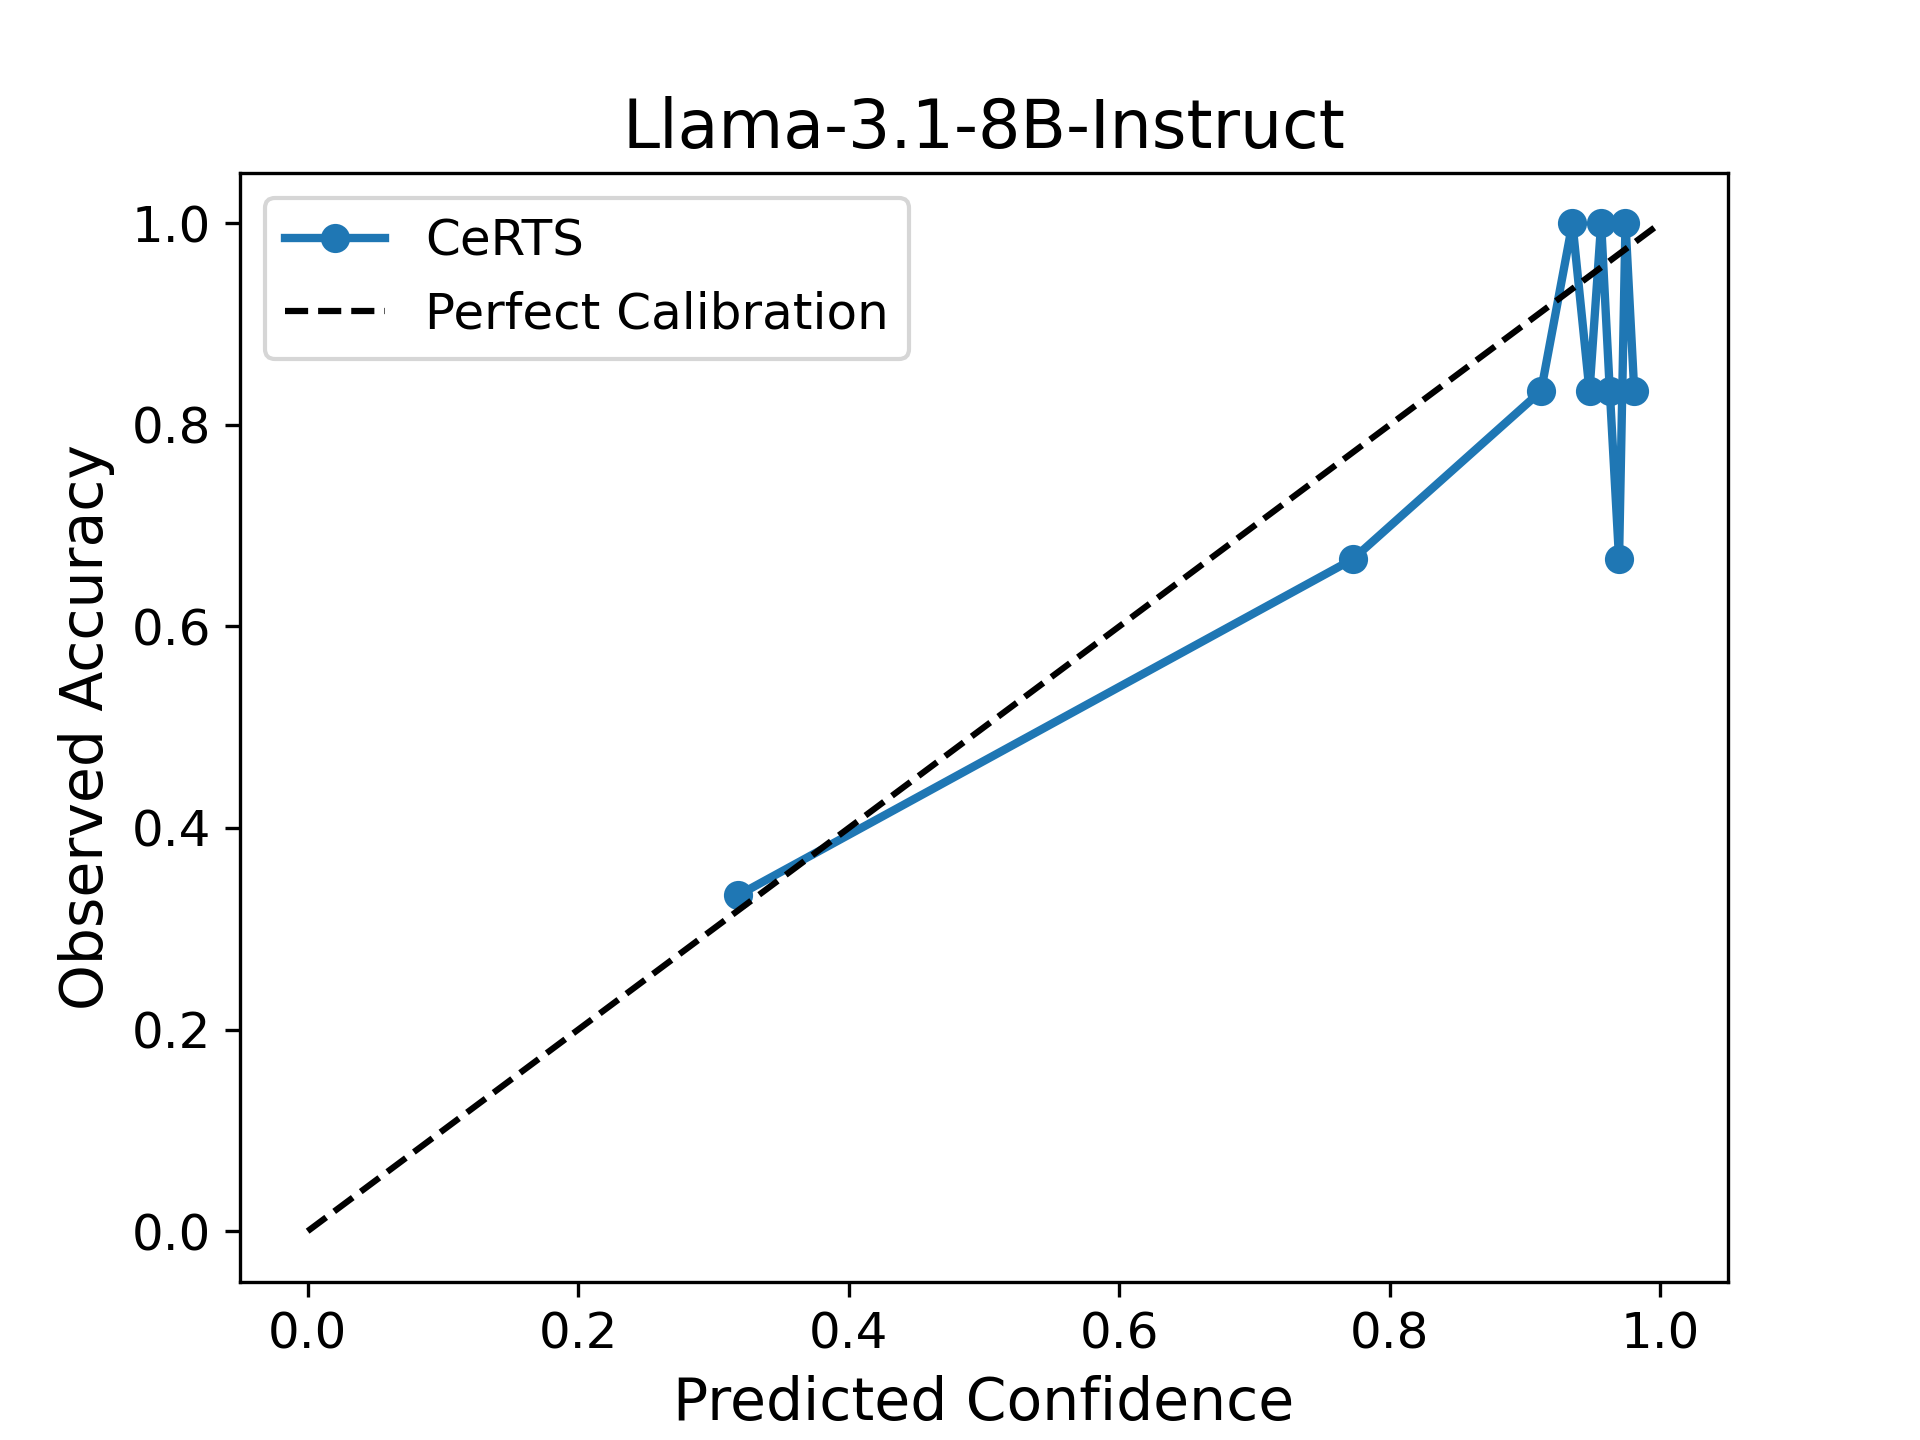 Llama-3.1-8B-Instruct
CeRTS
Perfect Calibration
1.0
0.8
0.6
0.4
0.2
0.0
Observed Accuracy
0.0 0.2 0.4 0.6 0.8 1.0
Predicted Confidence